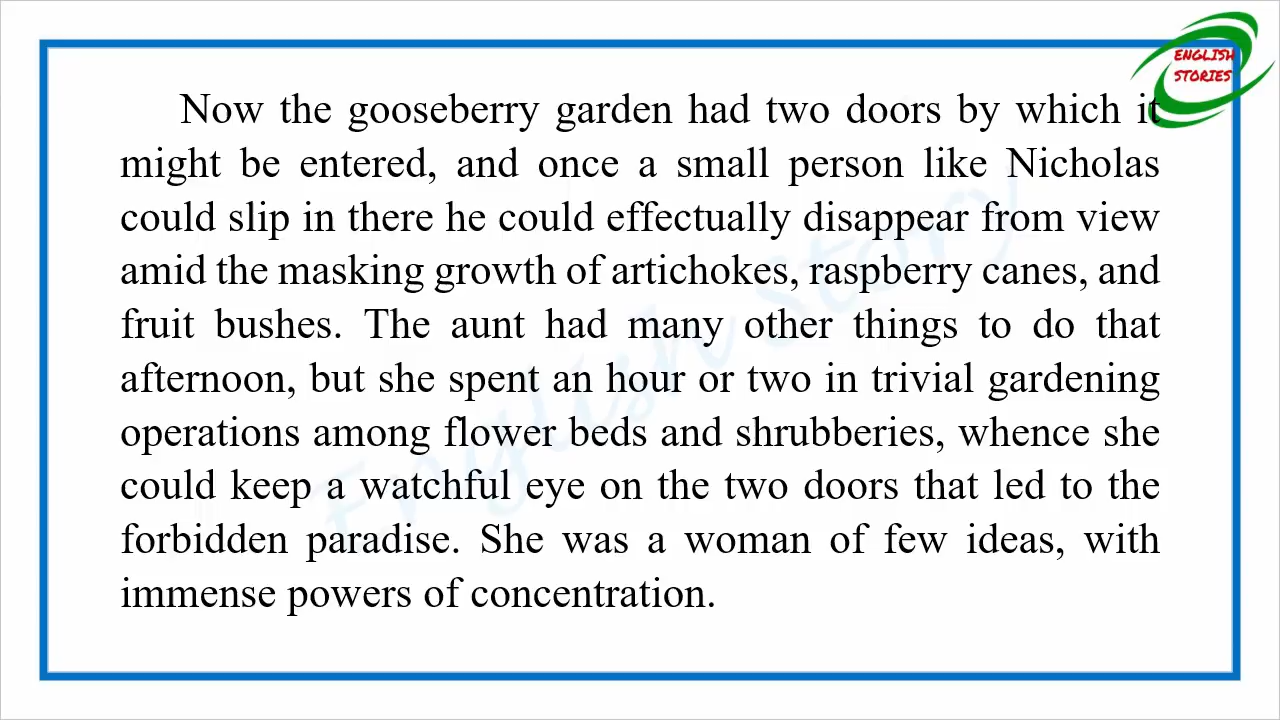 ENGLISH
STORIES
Now the gooseberry garden had two doors by which it
might be entered, and once a small person like Nicholas
could slip in there he could effectually disappear from view
amid the masking growth of artichokes, raspberry canes, and
fruit bushes. The aunt had many other things to do that
afternoon, but she spent an hour or two in trivial gardening
operations among flower beds and shrubberies, whence she
could keep a watchful eye on the two doors that led to the
forbidden paradise. She was a woman of few ideas, with
immense powers of concentration.
English Story